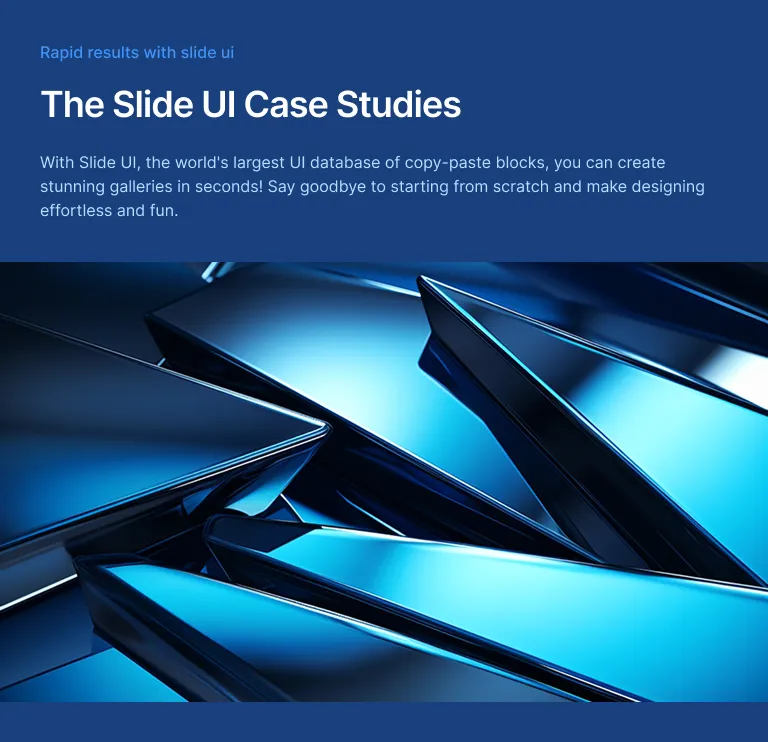 Rapid results with slide ui
The Slide UI Case Studies
With Slide UI, the world's largest UI database of copy-paste blocks, you can create
stunning galleries in seconds! Say goodbye to starting from scratch and make designing
effortless and fun.